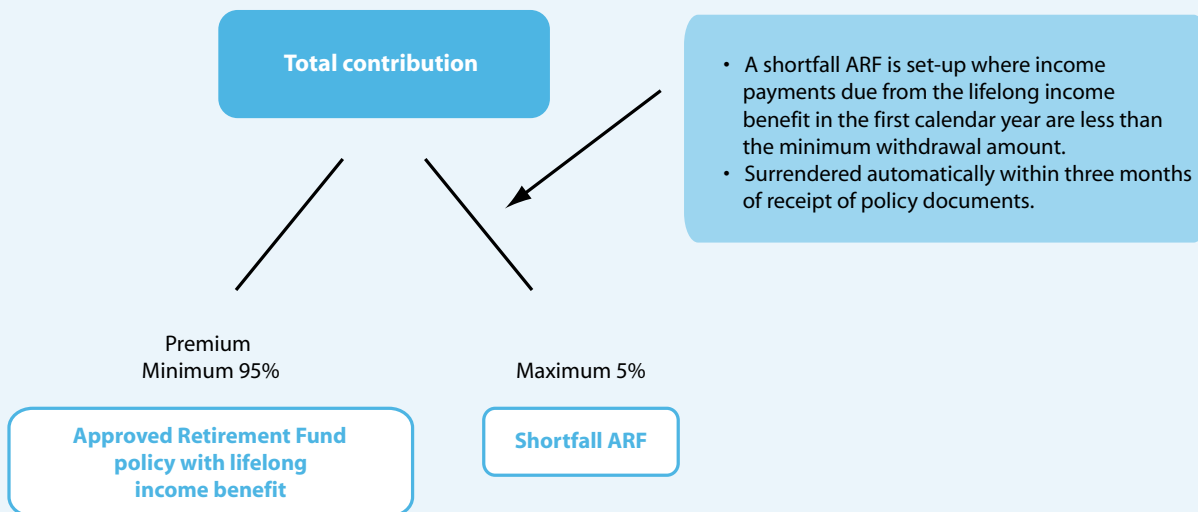 Total contribution
• A shortfall ARF is set-up where income
payments due from the lifelong income
benefit in the first calendar year are less than
the minimum withdrawal amount.
• Surrendered automatically within three months
of receipt of policy documents.
Premium
Minimum 95%
Maximum 5%
Approved Retirement Fund
policy with lifelong
income benefit
Shortfall ARF